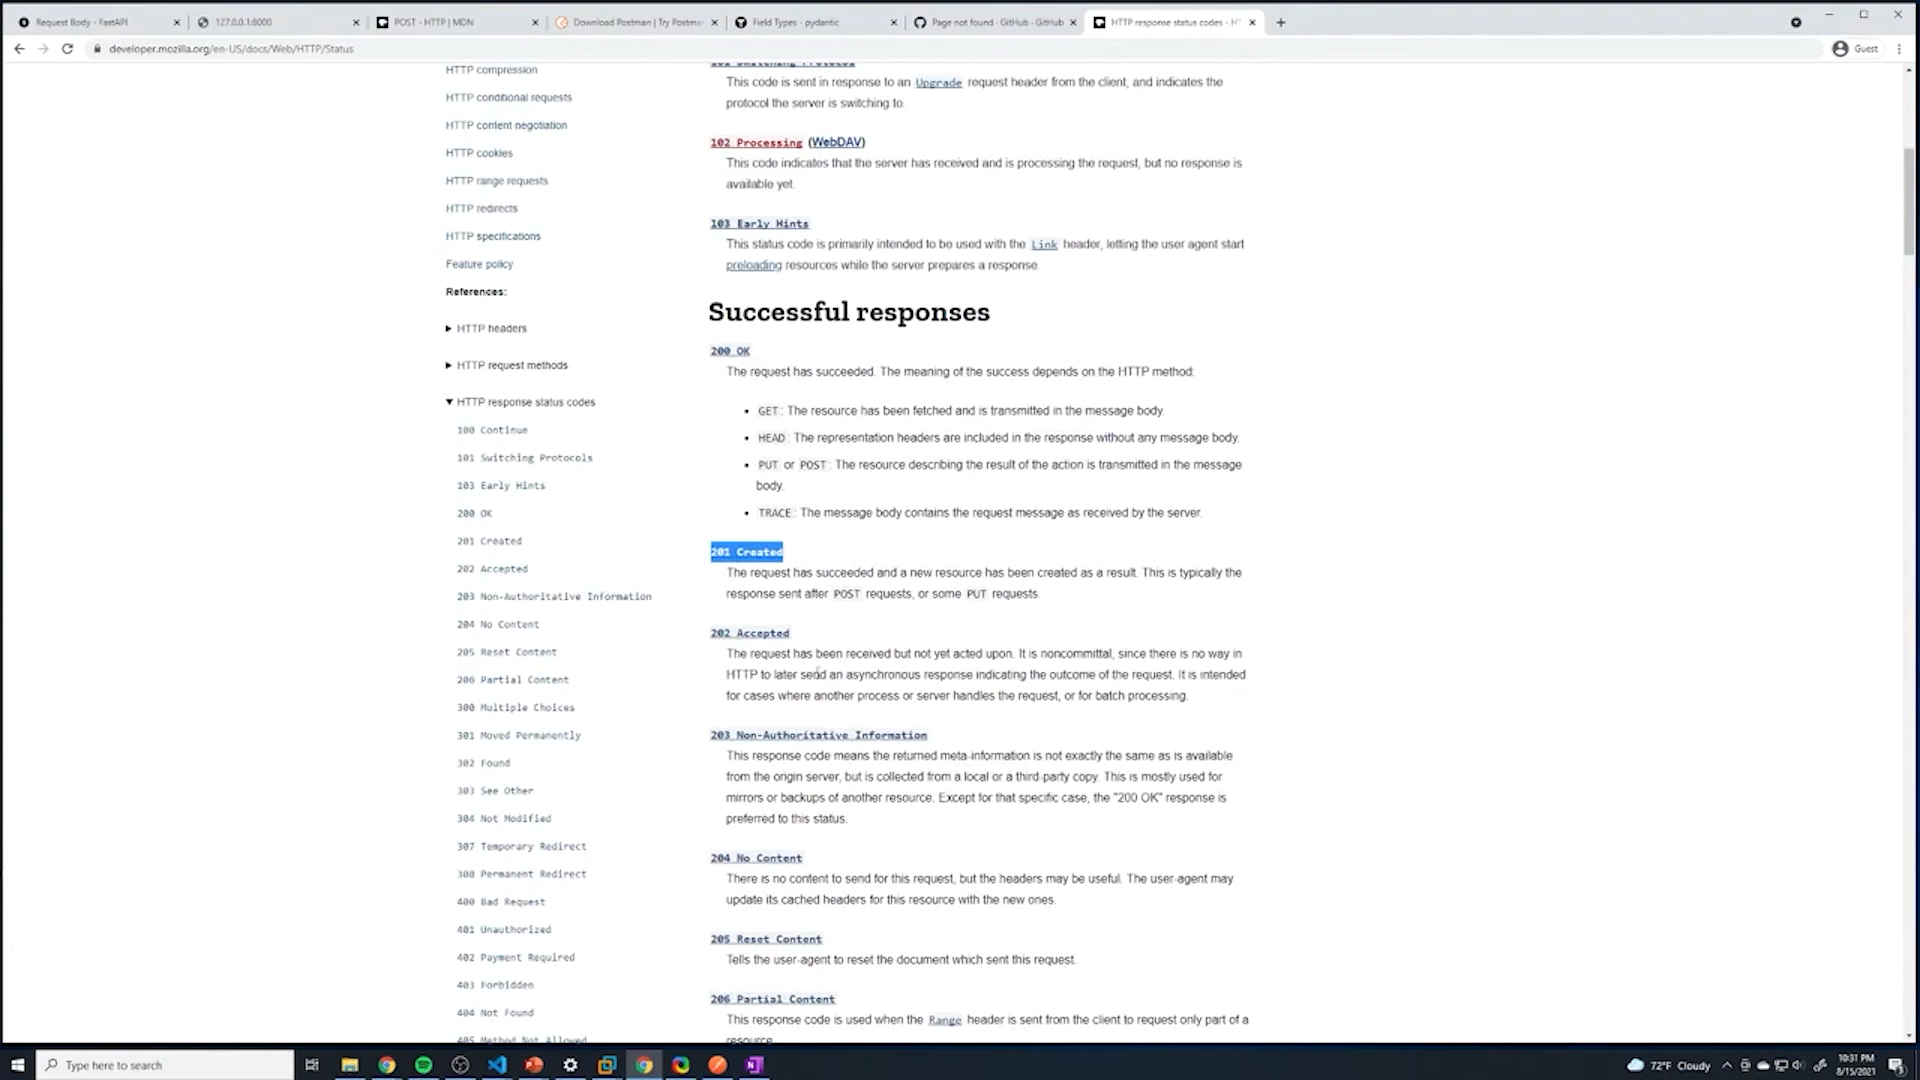 Request Body - FastAPI
127.0.0.1:8000
POST - HTTP | MDN
Download Postman | Try Postma
Field Types - pydantic
Page not found · GitHub · GitHub
HTTP response status codes - HT
developer.mozilla.org/en-US/docs/Web/HTTP/Status
Guest
HTTP compression
HTTP conditional requests
HTTP content negotiation
HTTP cookies
HTTP range requests
HTTP redirects
HTTP specifications
Feature policy
References:
HTTP headers
HTTP request methods
HTTP response status codes
100 Continue
101 Switching Protocols
103 Early Hints
200 OK
201 Created
202 Accepted
203 Non-Authoritative Information
204 No Content
205 Reset Content
206 Partial Content
300 Multiple Choices
301 Moved Permanently
302 Found
303 See Other
304 Not Modified
307 Temporary Redirect
308 Permanent Redirect
400 Bad Request
401 Unauthorized
402 Payment Required
403 Forbidden
404 Not Found
405 Method Not Allowed
101 Switching Protocol
This code is sent in response to an Upgrade request header from the client, and indicates the
protocol the server is switching to.
102 Processing (WebDAV)
This code indicates that the server has received and is processing the request, but no response is
available yet.
103 Early Hints
This status code is primarily intended to be used with the Link header, letting the user agent start
preloading resources while the server prepares a response.
Successful responses
200 OK
The request has succeeded. The meaning of the success depends on the HTTP method:
• GET: The resource has been fetched and is transmitted in the message body.
• HEAD: The representation headers are included in the response without any message body.
• PUT or POST: The resource describing the result of the action is transmitted in the message
body.
• TRACE: The message body contains the request message as received by the server.
201 Created
The request has succeeded and a new resource has been created as a result. This is typically the
response sent after POST requests, or some PUT requests.
202 Accepted
The request has been received but not yet acted upon. It is noncommittal, since there is no way in
HTTP to later send an asynchronous response indicating the outcome of the request. It is intended
for cases where another process or server handles the request, or for batch processing.
203 Non-Authoritative Information
This response code means the returned meta-information is not exactly the same as is available
from the origin server, but is collected from a local or a third-party copy. This is mostly used for
mirrors or backups of another resource. Except for that specific case, the "200 OK" response is
preferred to this status.
204 No Content
There is no content to send for this request, but the headers may be useful. The user-agent may
update its cached headers for this resource with the new ones.
205 Reset Content
Tells the user-agent to reset the document which sent this request.
206 Partial Content
This response code is used when the Range header is sent from the client to request only part of a
resource.
Type here to search
72°F Cloudy
10:31 PM
8/15/2021